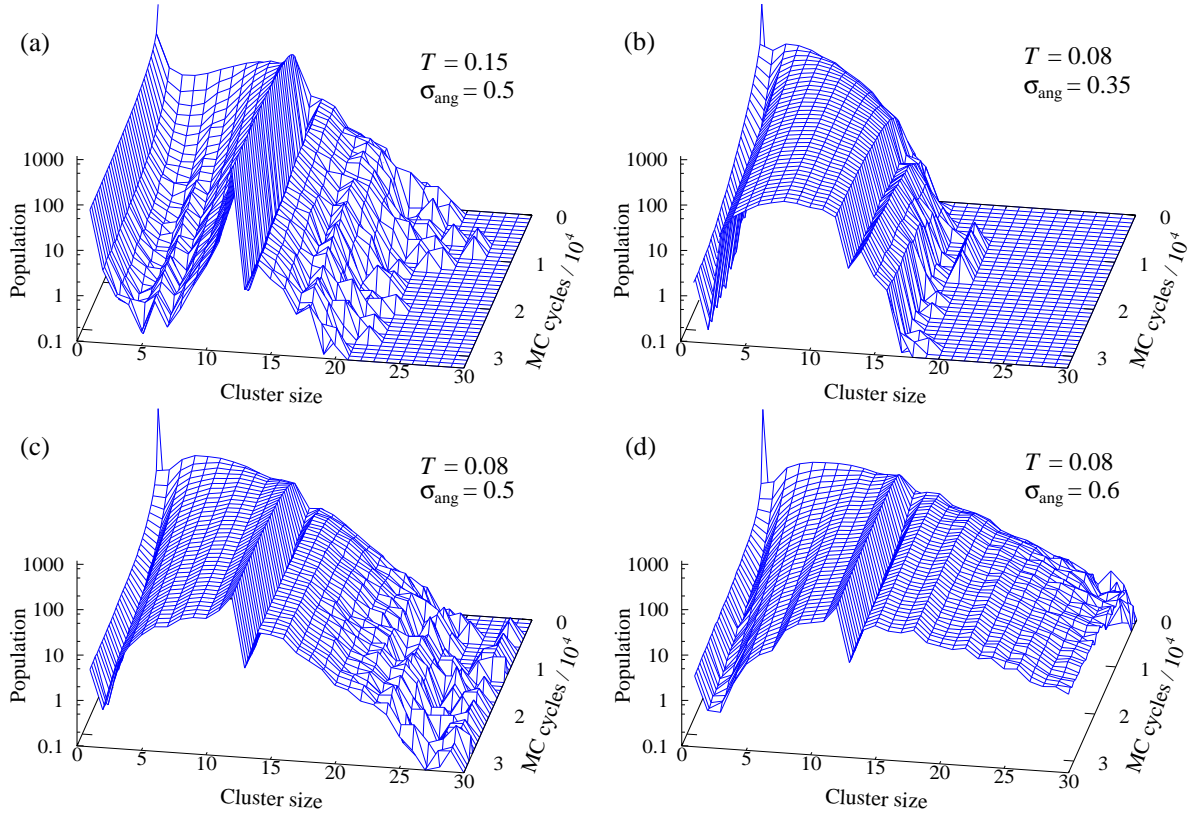 (a)
T = 0.15
σang = 0.5
1000
100
10
1
0.1
Population
0
5
10
15
20
25
30
Cluster size
0
1
2
3
MC cycles / 10^4
(b)
T = 0.08
σang = 0.35
1000
100
10
1
0.1
Population
0
5
10
15
20
25
30
Cluster size
0
1
2
3
MC cycles / 10^4
(c)
T = 0.08
σang = 0.5
1000
100
10
1
0.1
Population
0
5
10
15
20
25
30
Cluster size
0
1
2
3
MC cycles / 10^4
(d)
T = 0.08
σang = 0.6
1000
100
10
1
0.1
Population
0
5
10
15
20
25
30
Cluster size
0
1
2
3
MC cycles / 10^4